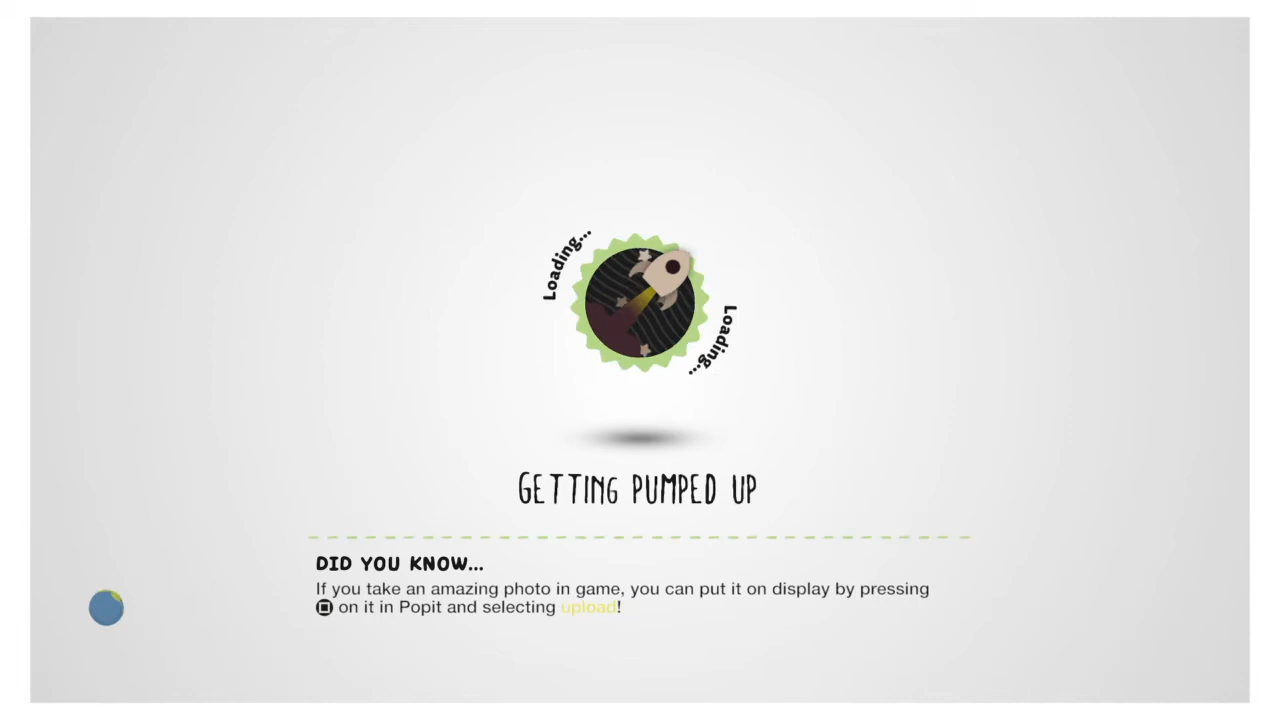 Loading...
Loading...
GETTING PUMPED UP
DID YOU KNOW...
If you take an amazing photo in game, you can put it on display by pressing
on it in Popit and selecting upload!